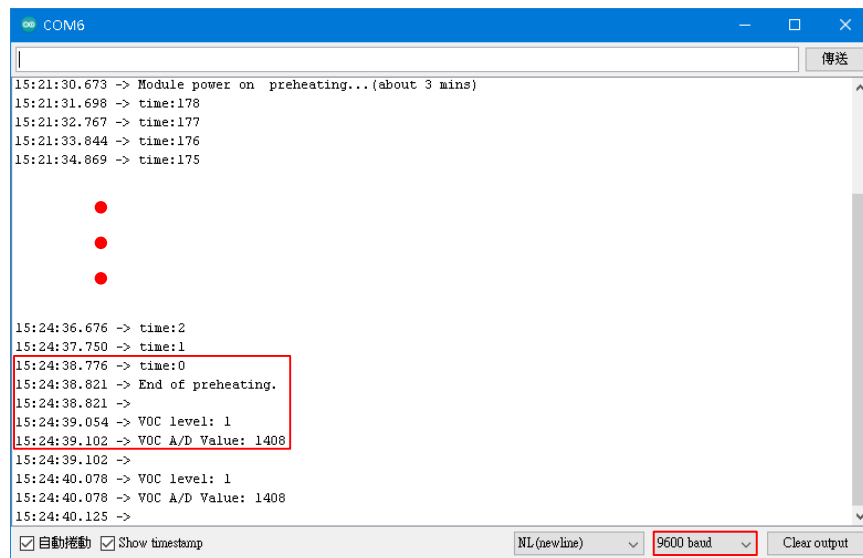 COM6
傳送
15:21:30.673 -> Module power on  preheating...(about 3 mins)
15:21:31.698 -> time:178
15:21:32.767 -> time:177
15:21:33.844 -> time:176
15:21:34.869 -> time:175
15:24:36.676 -> time:2
15:24:37.750 -> time:1
15:24:38.776 -> time:0
15:24:38.821 -> End of preheating.
15:24:38.821 ->
15:24:39.054 -> VOC level: 1
15:24:39.102 -> VOC A/D Value: 1408
15:24:39.102 ->
15:24:40.078 -> VOC level: 1
15:24:40.078 -> VOC A/D Value: 1408
15:24:40.125 ->
自動捲動 Show timestamp NL(newline) 9600 baud Clear output